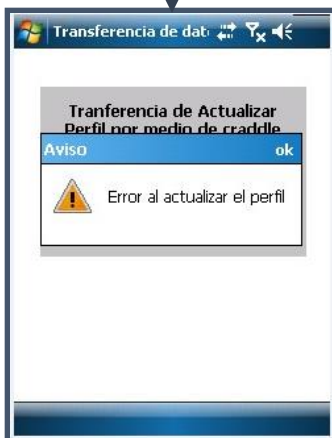 Transferencia de dat
Tranferencia de Actualizar
Perfil por medio de craddle
Aviso ok
Error al actualizar el perfil